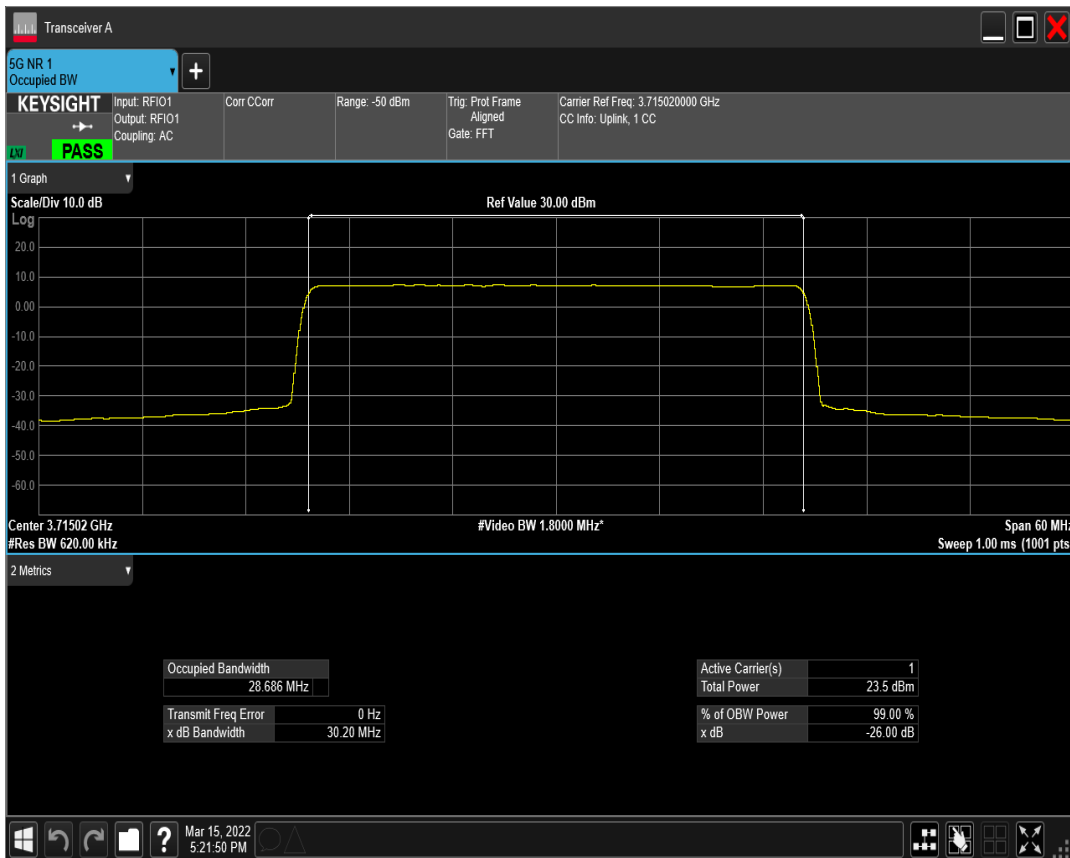 Transceiver A
5G NR 1
Occupied BW
+
KEYSIGHT
LXI
PASS
Input: RFIO1
Output: RFIO1
Coupling: AC
Corr CCorr
Range: -50 dBm
Trig: Prot Frame
Aligned
Gate: FFT
Carrier Ref Freq: 3.715020000 GHz
CC Info: Uplink, 1 CC
1 Graph
Scale/Div 10.0 dB
Ref Value 30.00 dBm
Log
20.0
10.0
0.00
-10.0
-20.0
-30.0
-40.0
-50.0
-60.0
Center 3.71502 GHz
#Video BW 1.8000 MHz*
Span 60 MHz
#Res BW 620.00 kHz
Sweep 1.00 ms (1001 pts
2 Metrics
Occupied Bandwidth
28.686 MHz
Transmit Freq Error 0 Hz
x dB Bandwidth 30.20 MHz
Active Carrier(s) 1
Total Power 23.5 dBm
% of OBW Power 99.00 %
x dB -26.00 dB
?
Mar 15, 2022
5:21:50 PM